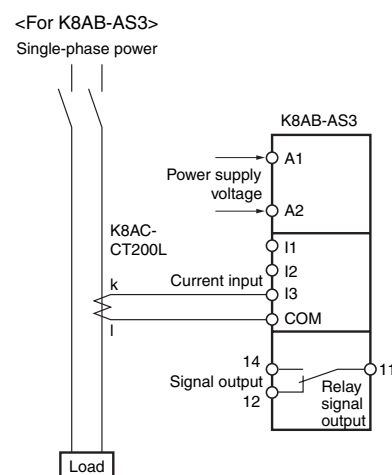 <For K8AB-AS3>
Single-phase power
K8AB-AS3
A1
Power supply
voltage
A2
K8AC-
CT200L
I1
I2
k
Current input
I3
l
COM
14
11
Signal output
12
Relay
signal
output
Load